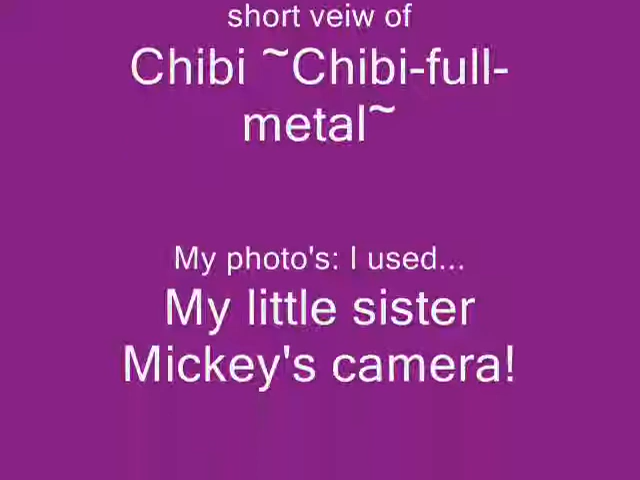 short veiw of
Chibi ~Chibi-full-
metal~
My photo's: I used...
My little sister
Mickey's camera!